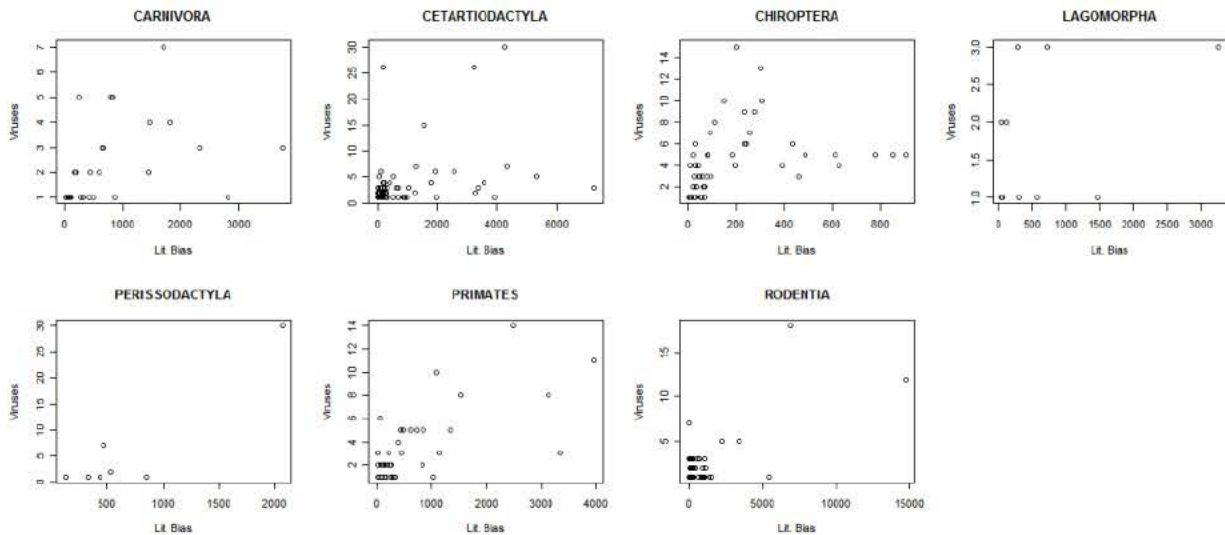 CARNIVORA
Viruses
7
6
5
4
3
2
1
0 1000 2000 3000
Lit. Bias
CETARTIODACTYLA
Viruses
30
25
20
15
10
5
0
0 2000 4000 6000
Lit. Bias
CHIROPTERA
Viruses
14
12
10
8
6
4
2
0 200 400 600 800
Lit. Bias
LAGOMORPHA
Viruses
3.0
2.5
2.0
1.5
1.0
0 500 1000 1500 2000 2500 3000
Lit. Bias
PERISSODACTYLA
Viruses
30
25
20
15
10
5
0
500 1000 1500 2000
Lit. Bias
PRIMATES
Viruses
14
12
10
8
6
4
2
0 1000 2000 3000 4000
Lit. Bias
RODENTIA
Viruses
15
10
5
0 5000 10000 15000
Lit. Bias